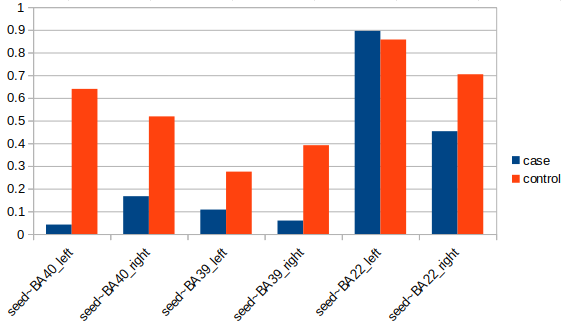 1
0.9
0.8
0.7
0.6
0.5
0.4
0.3
0.2
0.1
0
seed~BA40_left
seed~BA40_right
seed~BA39_left
seed~BA39_right
seed~BA22_left
seed~BA22_right
case
control